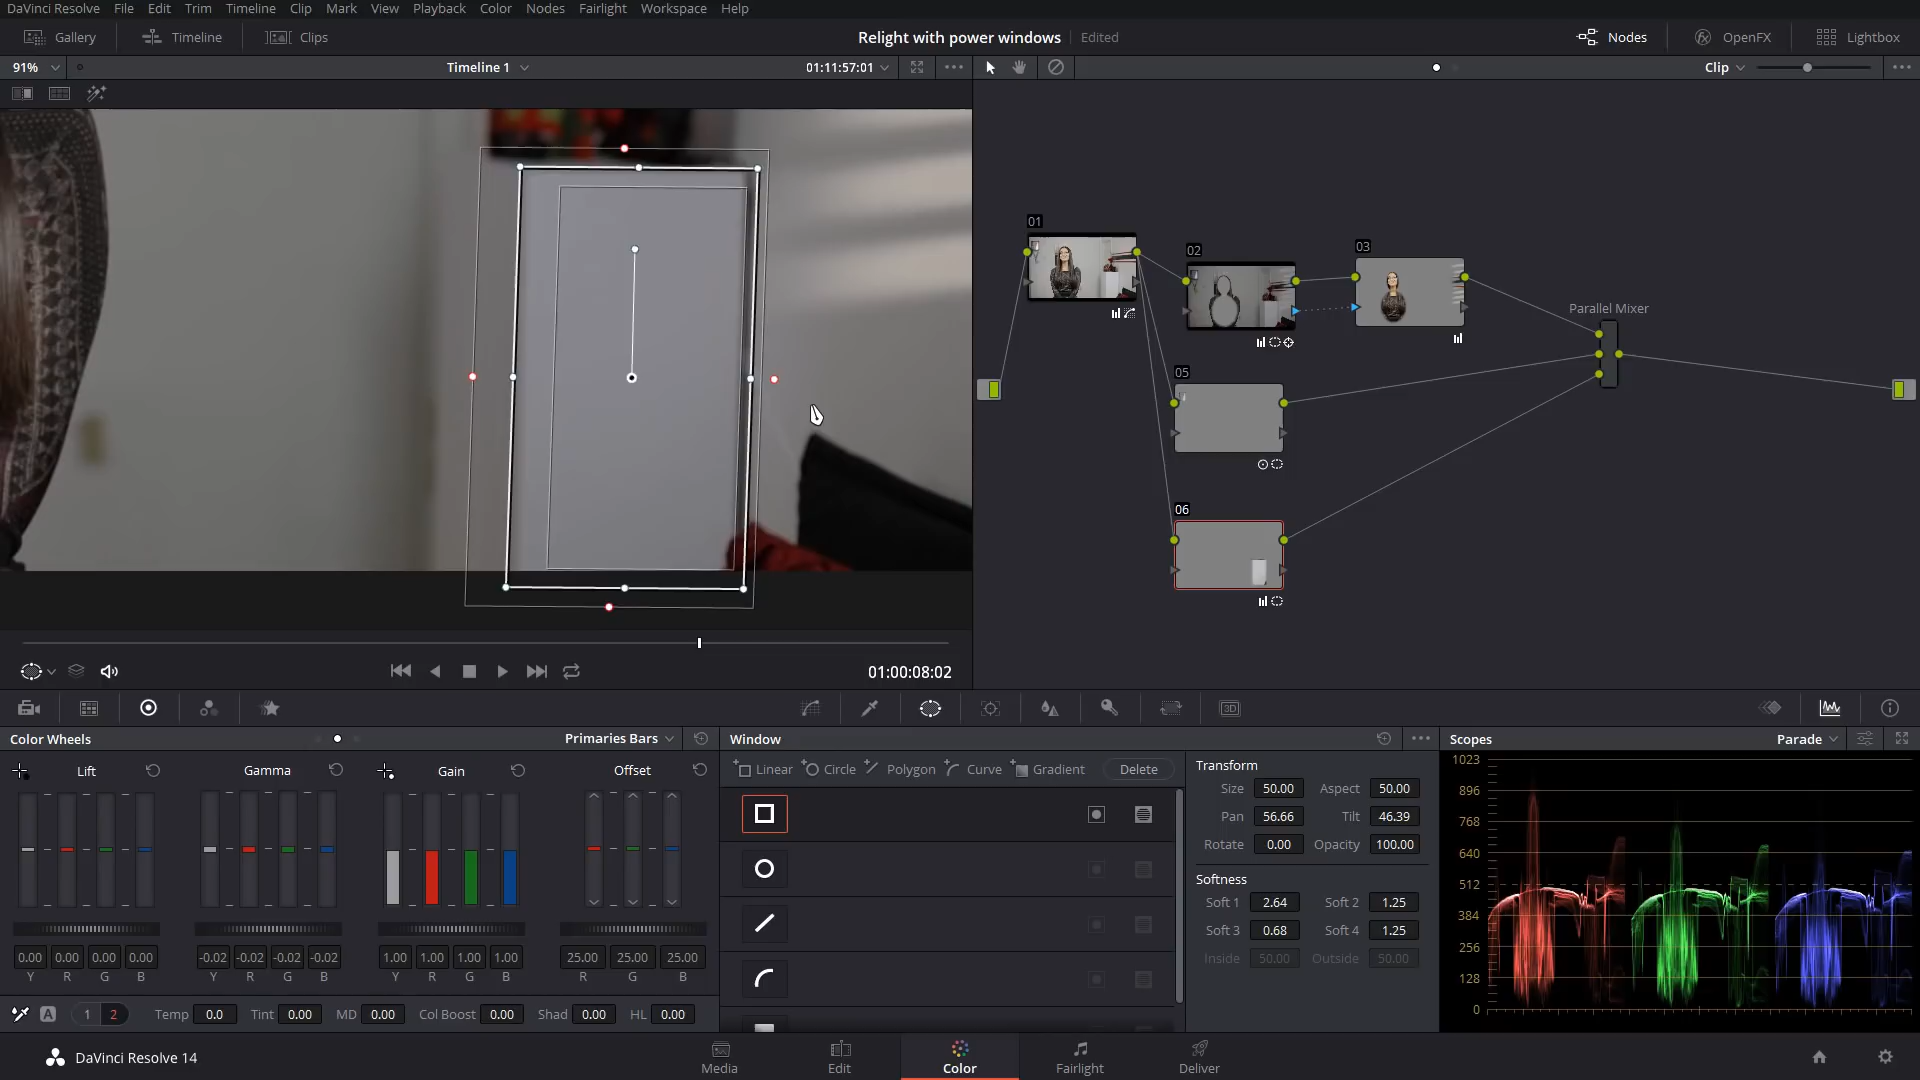 DaVinci Resolve File Edit Trim Timeline Clip Mark View Playback Color Nodes Fairlight Workspace Help
Gallery Timeline Clips Relight with power windows Edited Nodes OpenFX Lightbox
91% Timeline 1 01:11:57:01 Clip
01
02
03
Parallel Mixer
05
06
01:00:08:02
3D
Color Wheels Primaries Bars Window Scopes Parade
Lift Gamma Gain Offset
Linear Circle Polygon Curve Gradient Delete
Transform
Size 50.00 Aspect 50.00
Pan 56.66 Tilt 46.39
Rotate 0.00 Opacity 100.00
Softness
Soft 1 2.64 Soft 2 1.25
Soft 3 0.68 Soft 4 1.25
Inside 50.00 Outside 50.00
1023
896
768
640
512
384
256
128
0
0.00 0.00 0.00 0.00 -0.02 -0.02 -0.02 -0.02 1.00 1.00 1.00 1.00 25.00 25.00 25.00
Y R G B Y R G B Y R G B R G B
A 1 2 Temp 0.0 Tint 0.00 MD 0.00 Col Boost 0.00 Shad 0.00 HL 0.00
DaVinci Resolve 14 Media Edit Color Fairlight Deliver